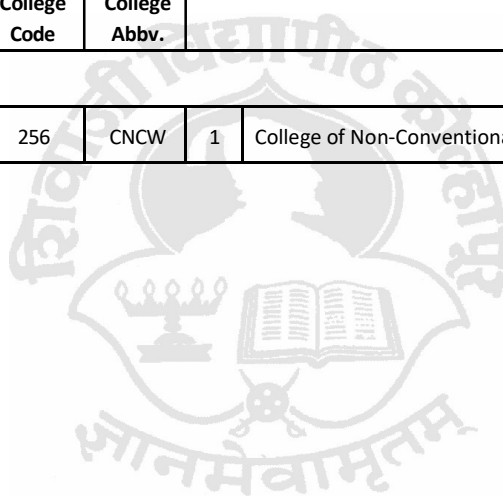 College College
Code Abbv.
256 CNCW 1 College of Non-Conventiona
शिवाजी विद्यापीठ कोल्हापूर
ज्ञानमेवामृतम्